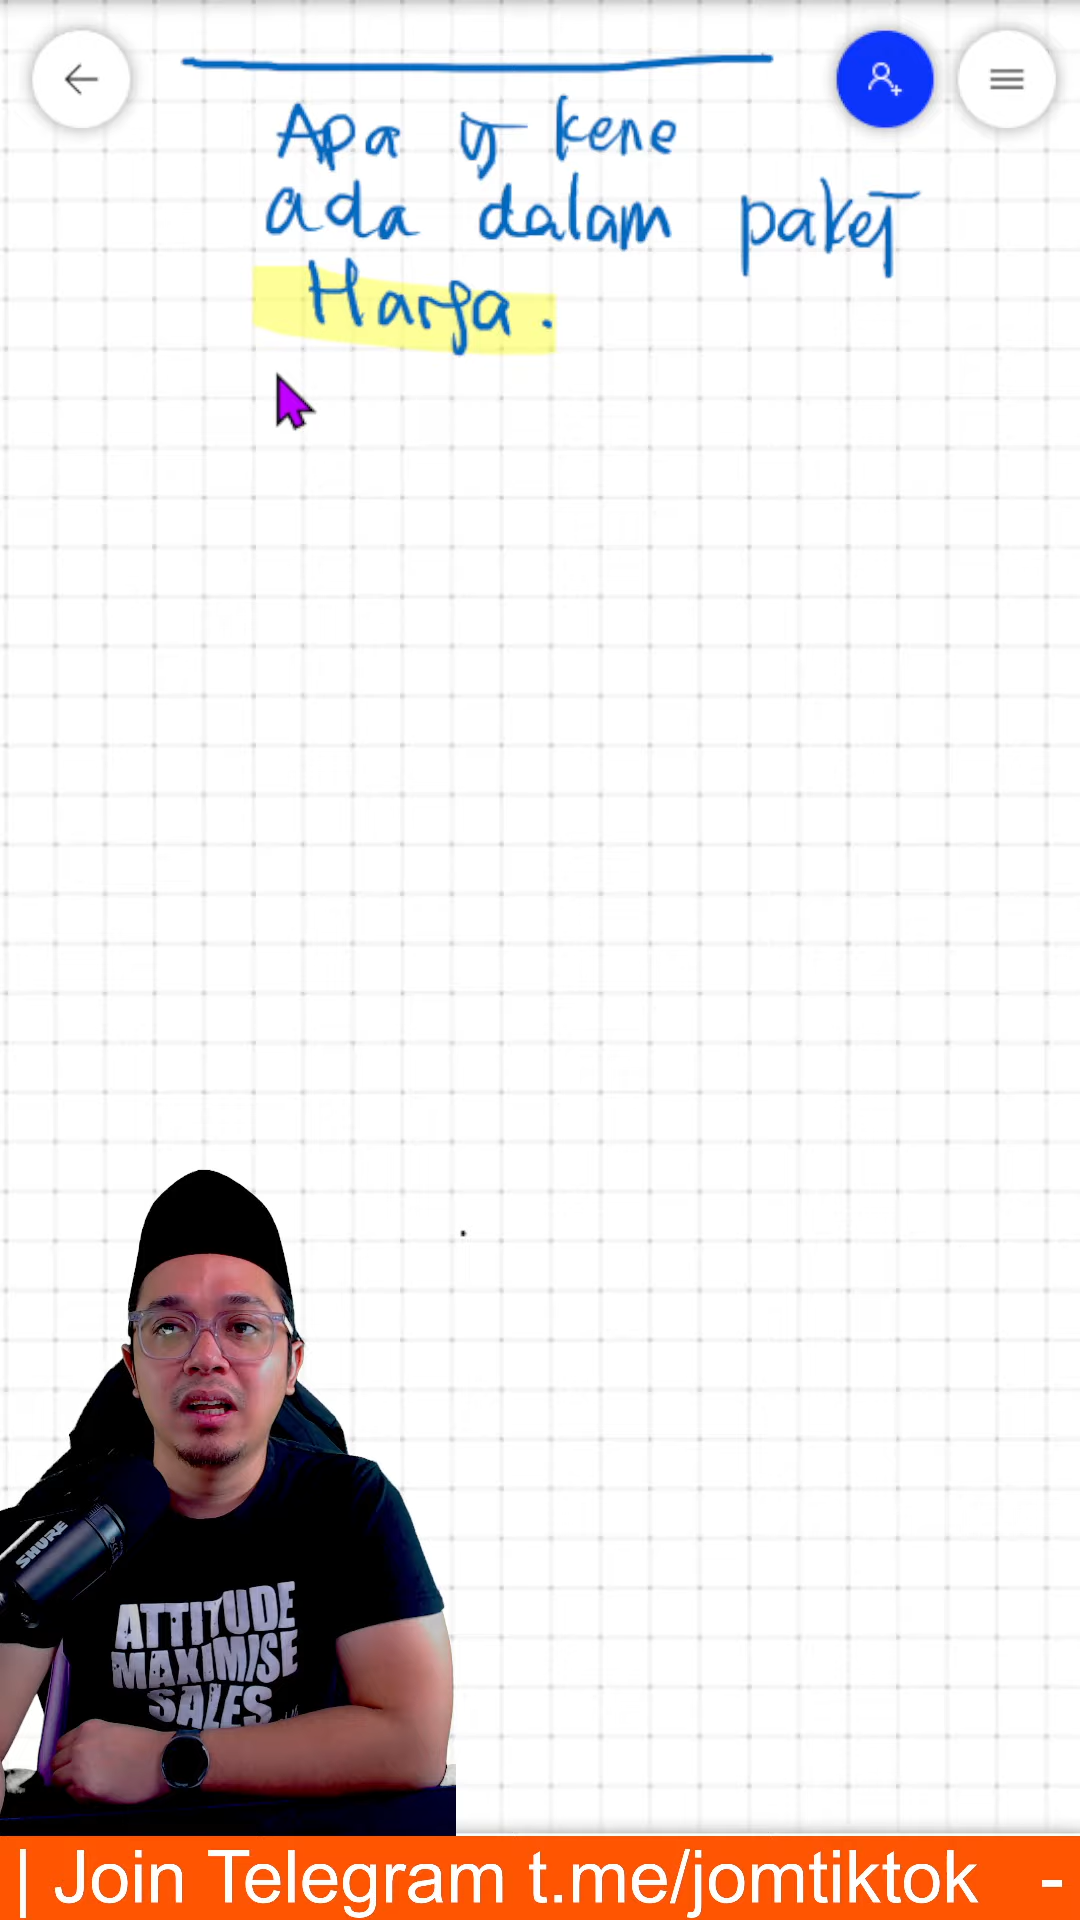 Apa yg kene
ada dalam paket
Harga.
SHURE
ATTITUDE
MAXIMISE
SALES
| Join Telegram t.me/jomtiktok -